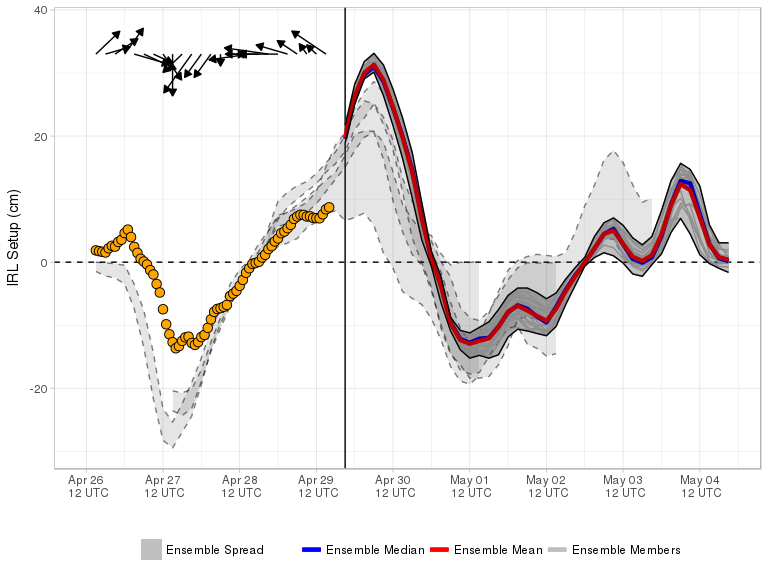 40
20
0
-20
IRL Setup (cm)
Apr 26 Apr 27 Apr 28 Apr 29 Apr 30 May 01 May 02 May 03 May 04
12 UTC 12 UTC 12 UTC 12 UTC 12 UTC 12 UTC 12 UTC 12 UTC 12 UTC
Ensemble Spread Ensemble Median Ensemble Mean Ensemble Members